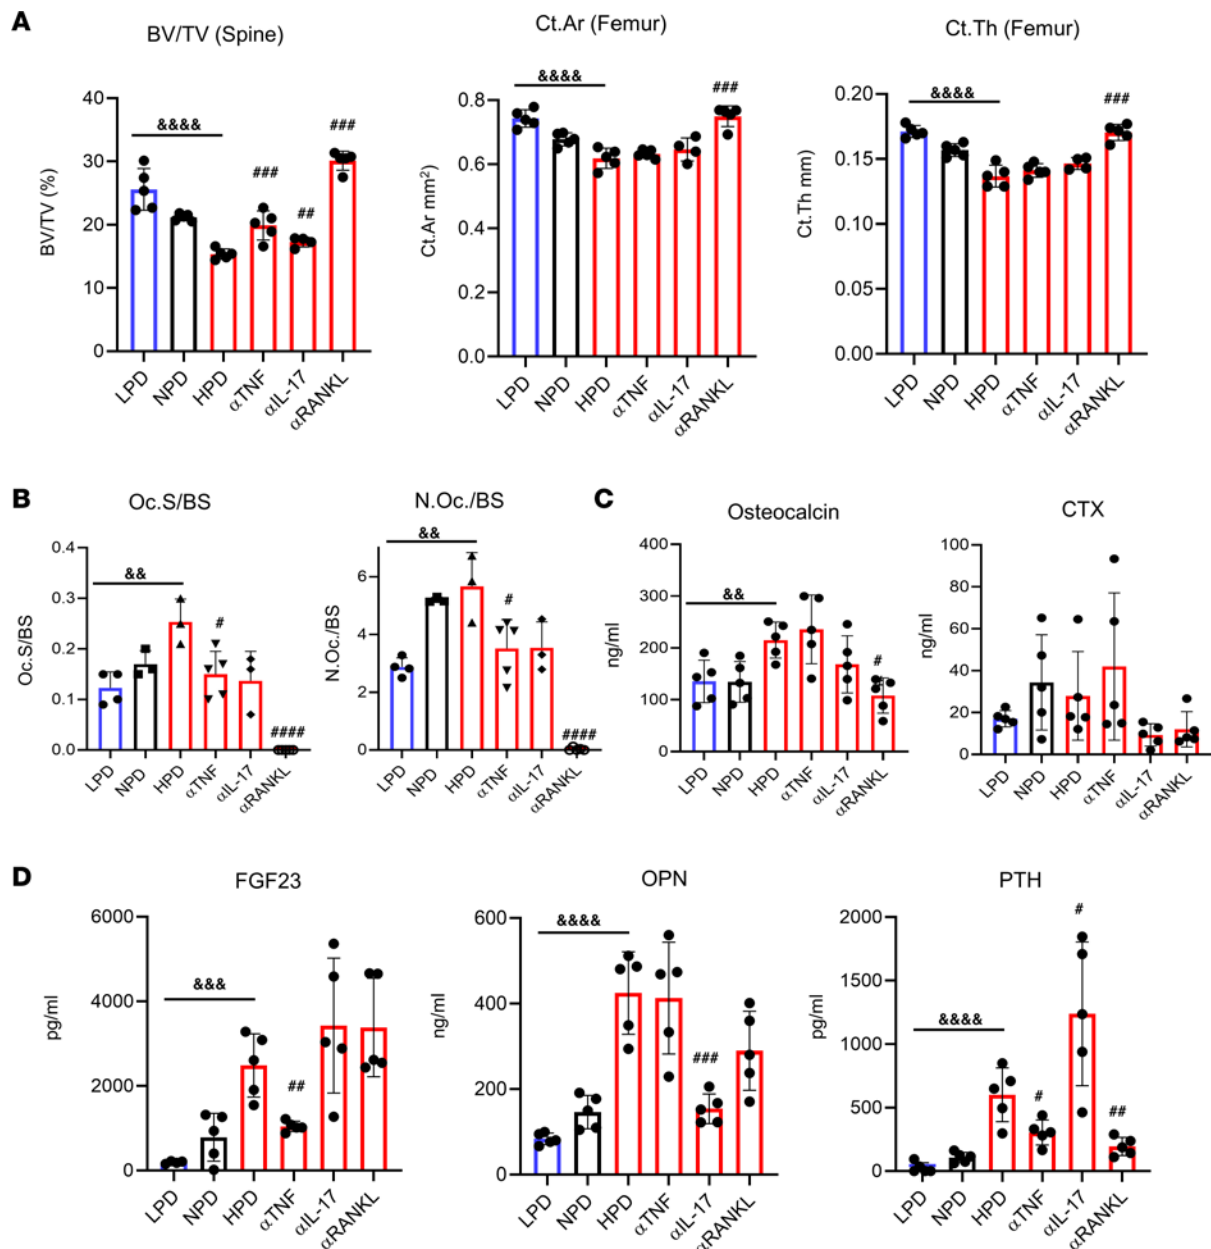 A
BV/TV (Spine)
Ct.Ar (Femur)
Ct.Th (Femur)
BV/TV (%)
40
30
20
10
0
&&&&
###
##
###
LPD
NPD
HPD
αTNF
αIL-17
αRANKL
Ct.Ar mm²
0.8
0.6
0.4
0.2
0.0
&&&&
###
LPD
NPD
HPD
αTNF
αIL-17
αRANKL
Ct.Th mm)
0.20
0.15
0.10
0.05
0.00
&&&&
###
LPD
NPD
HPD
αTNF
αIL-17
αRANKL
B
Oc.S/BS
N.Oc./BS
Oc.S/BS
0.4
0.3
0.2
0.1
0.0
&&
#
####
LPD
NPD
HPD
αTNF
αIL-17
αRANKL
N.Oc./BS
6
4
2
0
&&
#
####
LPD
NPD
HPD
αTNF
αIL-17
αRANKL
C
Osteocalcin
CTX
ng/ml
400
300
200
100
0
&&
#
LPD
NPD
HPD
αTNF
αIL-17
αRANKL
ng/ml
100
80
60
40
20
0
LPD
NPD
HPD
αTNF
αIL-17
αRANKL
D
FGF23
OPN
PTH
pg/ml
6000
4000
2000
0
&&&
##
LPD
NPD
HPD
αTNF
αIL-17
αRANKL
ng/ml
600
400
200
0
&&&&
###
LPD
NPD
HPD
αTNF
αIL-17
αRANKL
pg/ml
2000
1500
1000
500
0
&&&&
#
#
##
LPD
NPD
HPD
αTNF
αIL-17
αRANKL